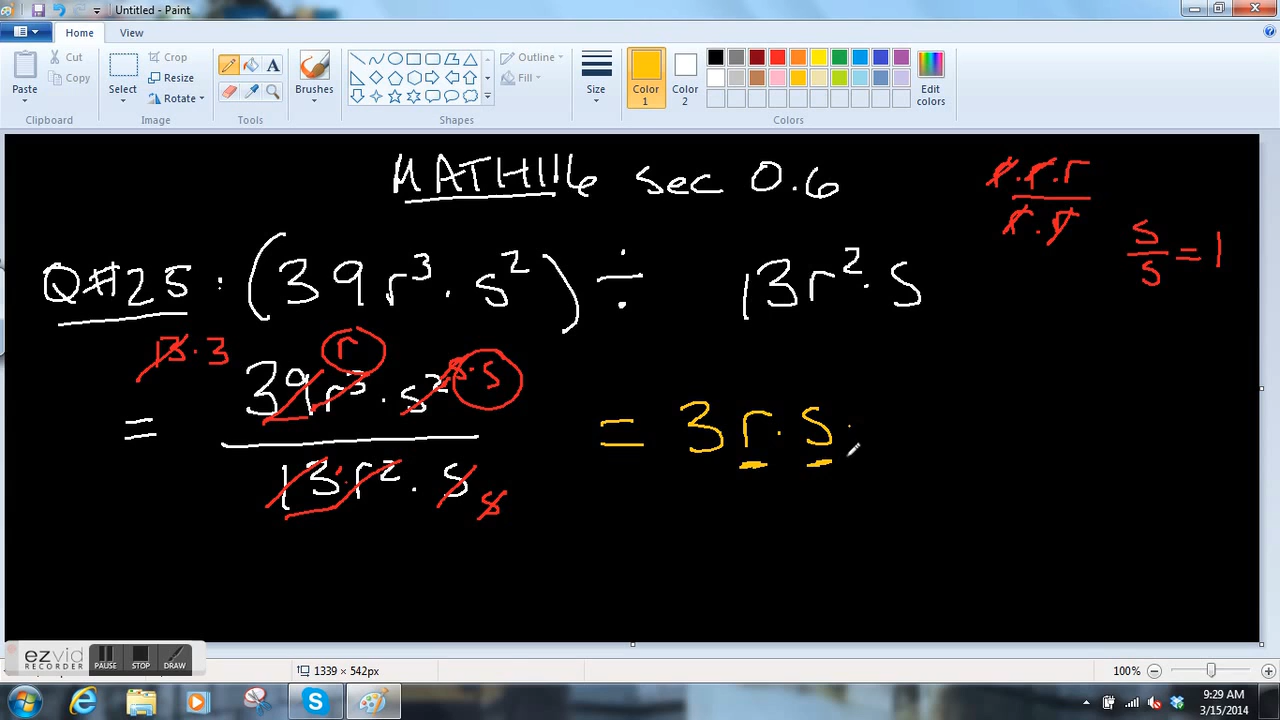 Untitled - Paint
Home View
Cut
Copy
Paste
Clipboard
Crop
Resize
Rotate
Select
Image
Tools
Brushes
Outline
Fill
Shapes
Size
Color 1
Color 2
Edit colors
Colors
MATH116 sec 0.6
r·r·r
r·r
s/s = 1
Q#25: (39r³·s²) ÷ 13r²·s
13·3
r
s·s
= 39r³·s² / 13r²·s
s
= 3r·s
ezvid
RECORDER
PAUSE STOP DRAW
1339 × 542px
100%
9:29 AM
3/15/2014